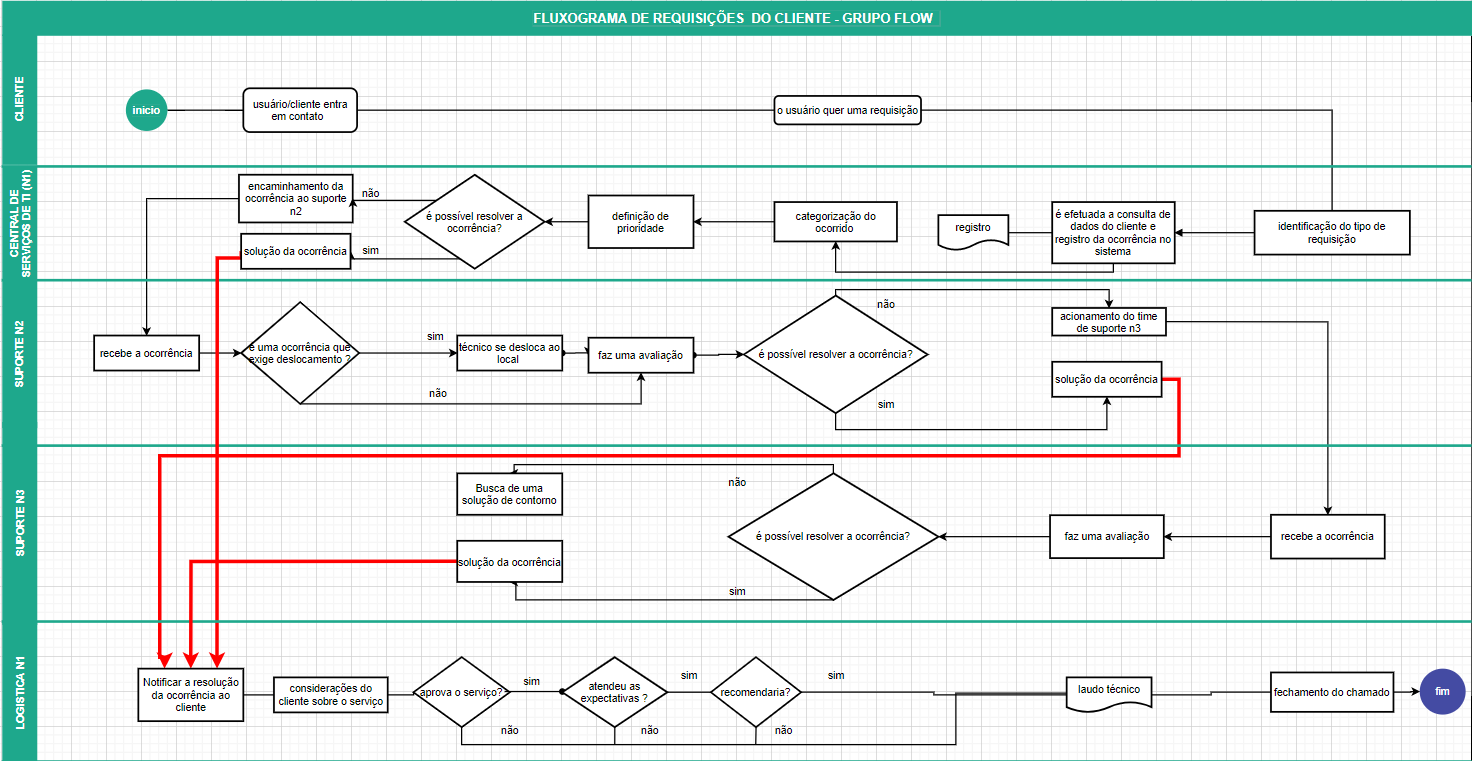 FLUXOGRAMA DE REQUISIÇÕES DO CLIENTE - GRUPO FLOW
CLIENTE
inicio
usuário/cliente entra
em contato
o usuário quer uma requisição
CENTRAL DE
SERVIÇOS DE TI (N1)
encaminhamento da
ocorrência ao suporte
n2
não
solução da ocorrência
sim
é possível resolver a
ocorrência?
definição de
prioridade
categorização do
ocorrido
registro
é efetuada a consulta de
dados do cliente e
registro da ocorrência no
sistema
identificação do tipo de
requisição
SUPORTE N2
recebe a ocorrência
é uma ocorrência que
exige deslocamento ?
sim
não
técnico se desloca ao
local
faz uma avaliação
é possível resolver a ocorrência?
não
sim
acionamento do time
de suporte n3
solução da ocorrência
SUPORTE N3
Busca de uma
solução de contorno
não
solução da ocorrência
sim
é possível resolver a ocorrência?
faz uma avaliação
recebe a ocorrência
LOGISTICA N1
Notificar a resolução
da ocorrência ao
cliente
considerações do
cliente sobre o serviço
aprova o serviço?
sim
não
atendeu as
expectativas ?
sim
não
recomendaria?
sim
não
laudo técnico
fechamento do chamado
fim